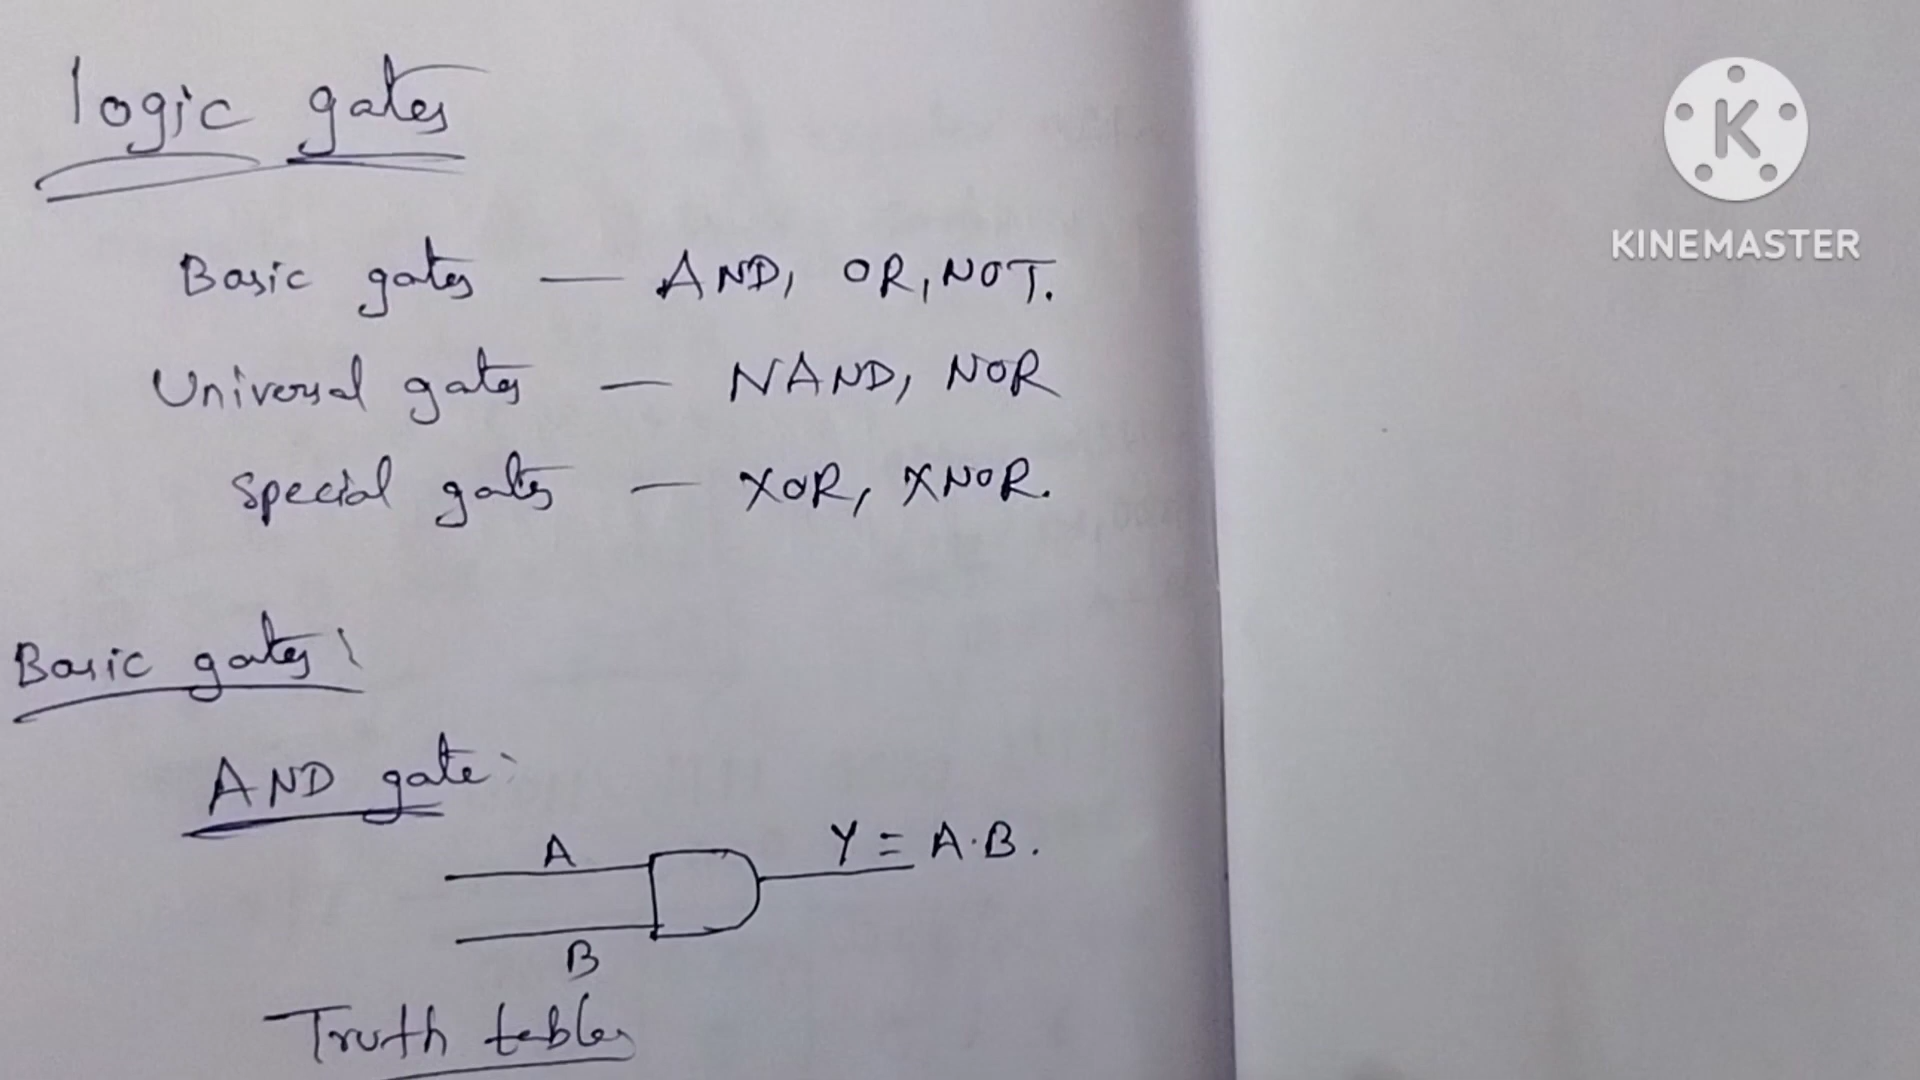 logic gates
Basic gates — AND, OR, NOT.
Universal gates — NAND, NOR
Special gates — XOR, XNOR.
Basic gates:
AND gate:
A
Y = A.B.
B
Truth tables
KINEMASTER